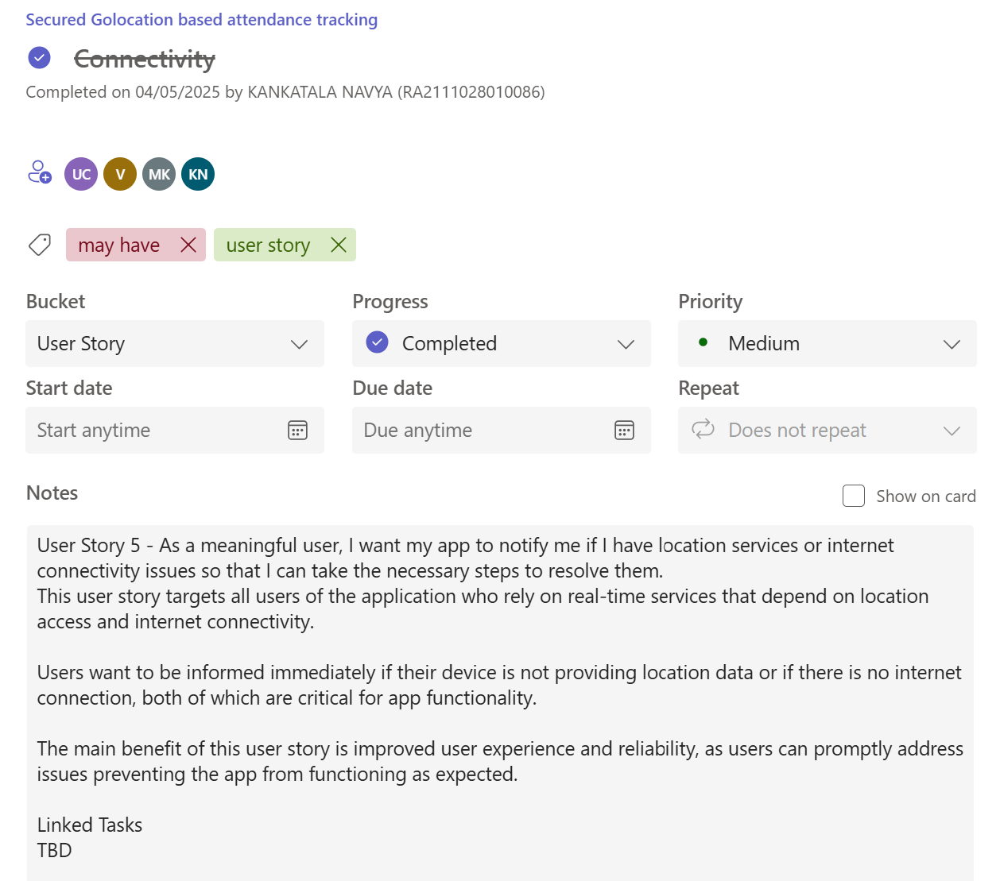 Secured Golocation based attendance tracking
Connectivity
Completed on 04/05/2025 by KANKATALA NAVYA (RA2111028010086)
UC V MK KN
may have user story
Bucket Progress Priority
User Story Completed Medium
Start date Due date Repeat
Start anytime Due anytime Does not repeat
Notes Show on card
User Story 5 - As a meaningful user, I want my app to notify me if I have location services or internet
connectivity issues so that I can take the necessary steps to resolve them.
This user story targets all users of the application who rely on real-time services that depend on location
access and internet connectivity.
Users want to be informed immediately if their device is not providing location data or if there is no internet
connection, both of which are critical for app functionality.
The main benefit of this user story is improved user experience and reliability, as users can promptly address
issues preventing the app from functioning as expected.
Linked Tasks
TBD